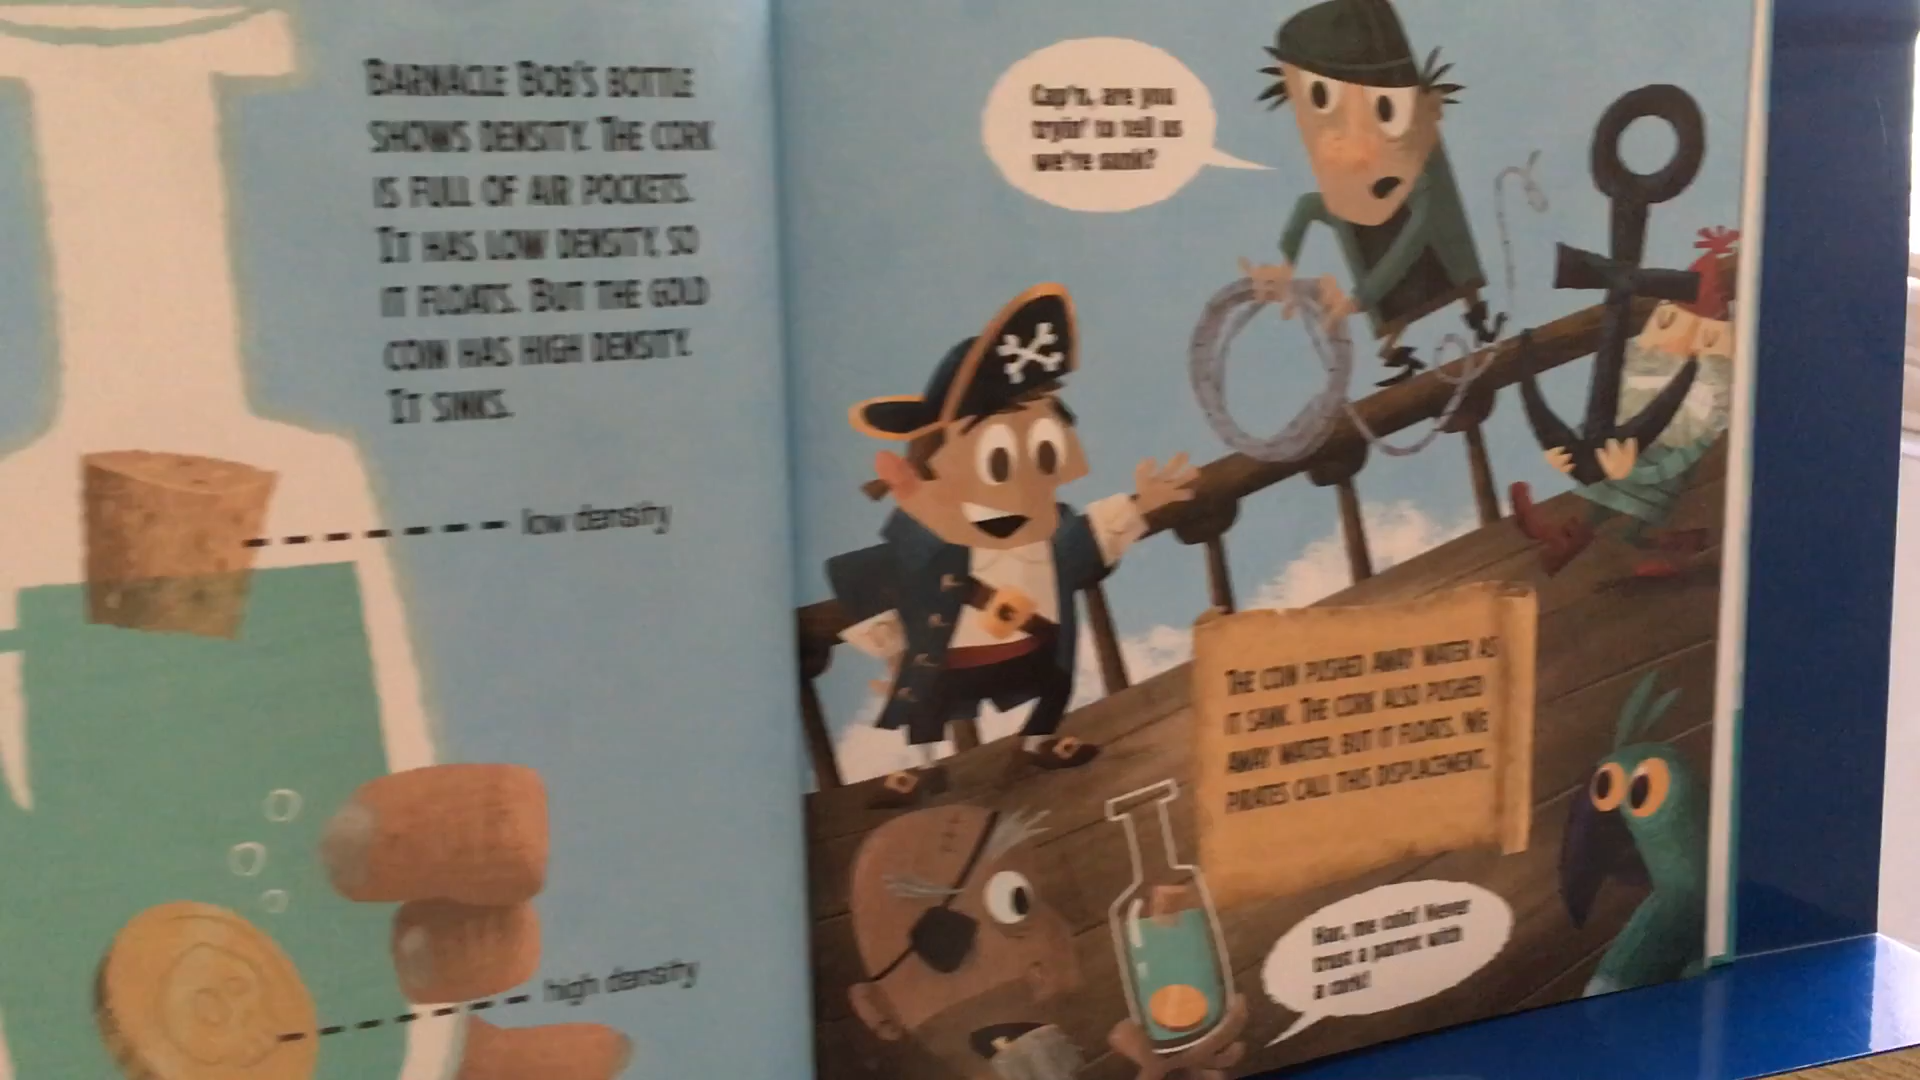 BARNACLE BOB'S BOTTLE
SHOWS DENSITY. THE CORK
IS FULL OF AIR POCKETS.
IT HAS LOW DENSITY, SO
IT FLOATS. BUT THE GOLD
COIN HAS HIGH DENSITY.
IT SINKS.
low density
high density
Cap'n, are you
tryin' to tell us
we're sunk?
THE COIN PUSHED AWAY WATER AS
IT SANK. THE CORK ALSO PUSHED
AWAY WATER, BUT IT FLOATS. WE
PIRATES CALL THIS DISPLACEMENT.
Har, me coin! Never
trust a parrot with
a cork!